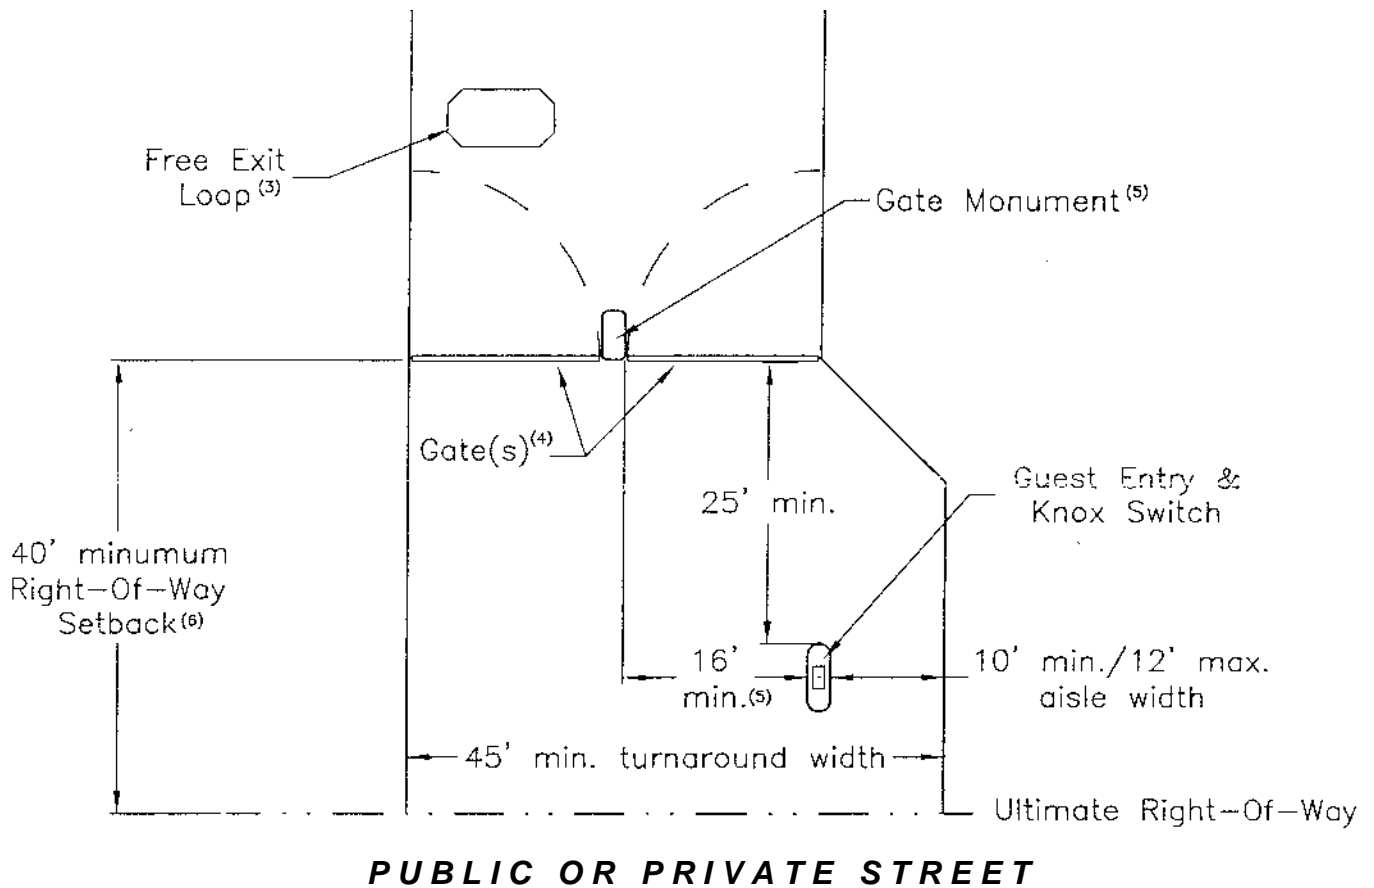 Free Exit
Loop(3)
Gate Monument(5)
Gate(s)(4)
25' min.
Guest Entry &
Knox Switch
40' minumum
Right-Of-Way
Setback(6)
16'
min.(5)
10' min./12' max.
aisle width
45' min. turnaround width
Ultimate Right-Of-Way
PUBLIC OR PRIVATE STREET